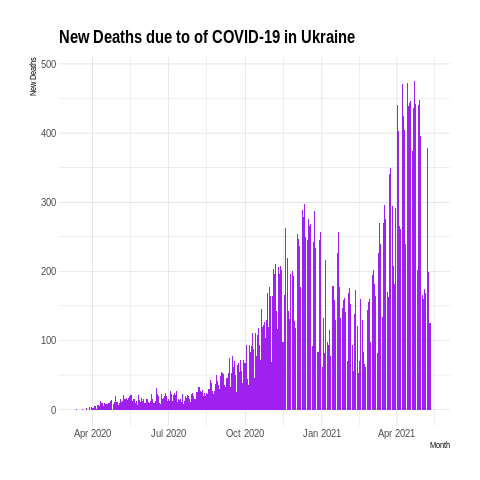 New Deaths due to of COVID-19 in Ukraine
New Deaths
500
400
300
200
100
0
Apr 2020
Jul 2020
Oct 2020
Jan 2021
Apr 2021
Month